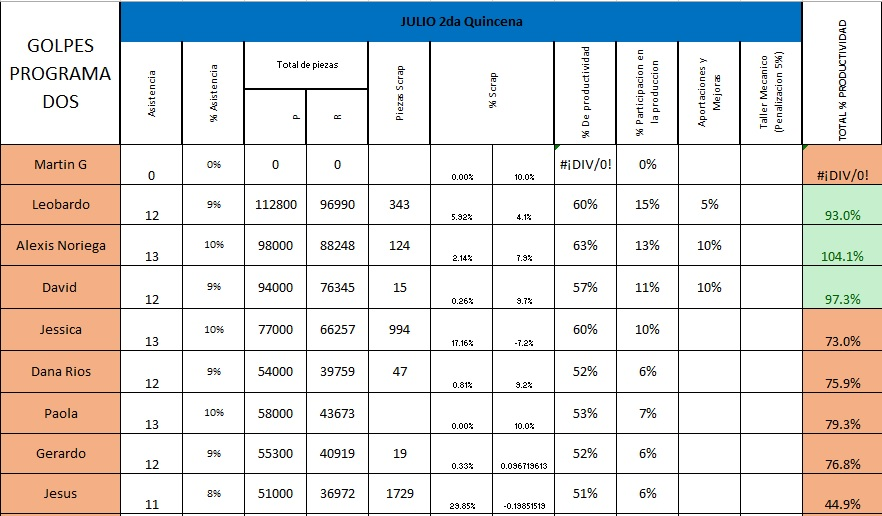 GOLPES PROGRAMADOS JULIO 2da Quincena
Asistencia % Asistencia Total de piezas P R Piezas Scrap % Scrap % De productividad % Participacion en la produccion Aportaciones y Mejoras Taller Mecanico (Penalizacion 5%) TOTAL % PRODUCTIVIDAD
Martin G 0 0% 0 0 0.00% 10.0% #¡DIV/0! 0% #¡DIV/0!
Leobardo 12 9% 112800 96990 343 5.92% 4.1% 60% 15% 5% 93.0%
Alexis Noriega 13 10% 98000 88248 124 2.14% 7.9% 63% 13% 10% 104.1%
David 12 9% 94000 76345 15 0.26% 9.7% 57% 11% 10% 97.3%
Jessica 13 10% 77000 66257 994 17.16% -7.2% 60% 10% 73.0%
Dana Rios 12 9% 54000 39759 47 0.81% 9.2% 52% 6% 75.9%
Paola 13 10% 58000 43673 0.00% 10.0% 53% 7% 79.3%
Gerardo 12 9% 55300 40919 19 0.33% 0.096719613 52% 6% 76.8%
Jesus 11 8% 51000 36972 1729 29.85% -0.19851519 51% 6% 44.9%